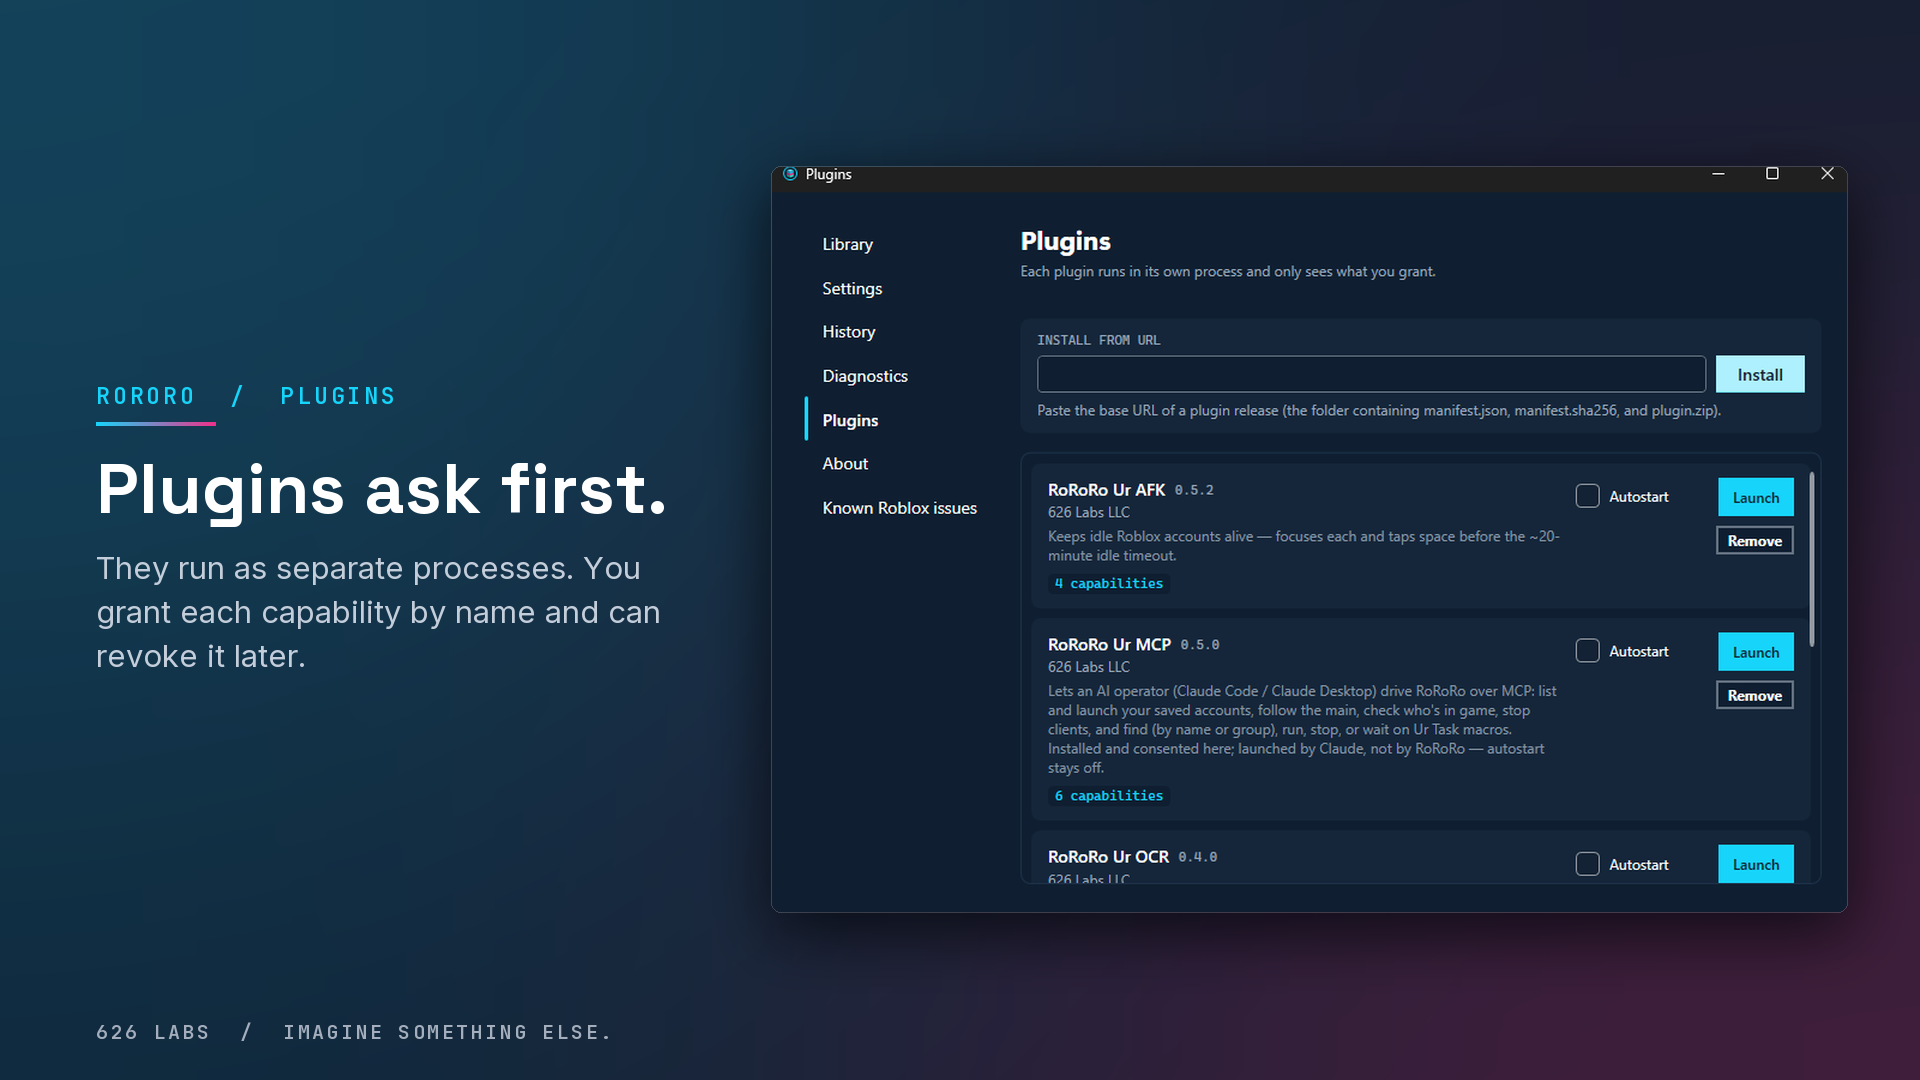 RORORO / PLUGINS
Plugins ask first.
They run as separate processes. You
grant each capability by name and can
revoke it later.
626 LABS / IMAGINE SOMETHING ELSE.
Plugins
Library
Settings
History
Diagnostics
Plugins
About
Known Roblox issues
Plugins
Each plugin runs in its own process and only sees what you grant.
INSTALL FROM URL
Install
Paste the base URL of a plugin release (the folder containing manifest.json, manifest.sha256, and plugin.zip).
RoRoRo Ur AFK 0.5.2
626 Labs LLC
Keeps idle Roblox accounts alive — focuses each and taps space before the ~20-
minute idle timeout.
4 capabilities
Autostart
Launch
Remove
RoRoRo Ur MCP 0.5.0
626 Labs LLC
Lets an AI operator (Claude Code / Claude Desktop) drive RoRoRo over MCP: list
and launch your saved accounts, follow the main, check who's in game, stop
clients, and find (by name or group), run, stop, or wait on Ur Task macros.
Installed and consented here; launched by Claude, not by RoRoRo — autostart
stays off.
6 capabilities
Autostart
Launch
Remove
RoRoRo Ur OCR 0.4.0
626 Labs LLC
Autostart
Launch